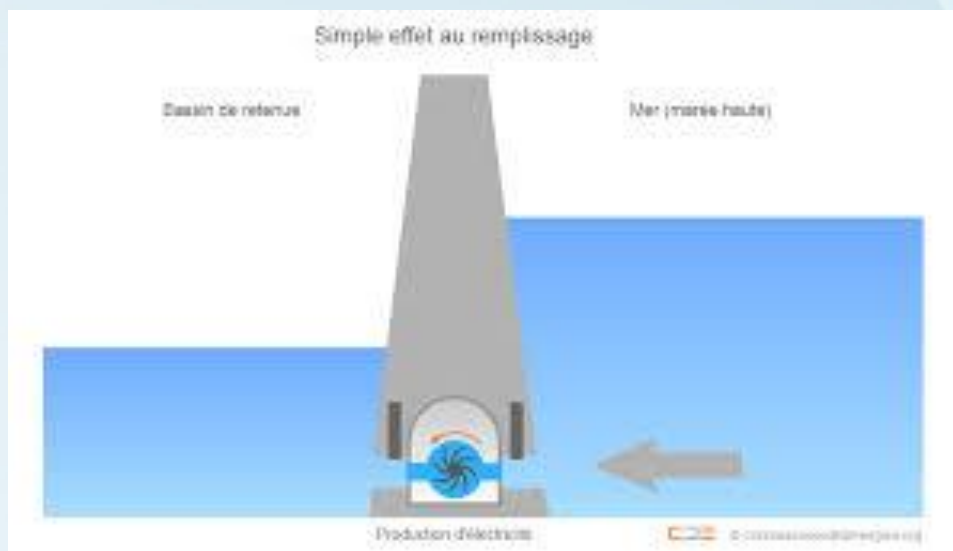 Simple effet au remplissage
Bassin de retenue
Mer (marée haute)
Production d'électricité